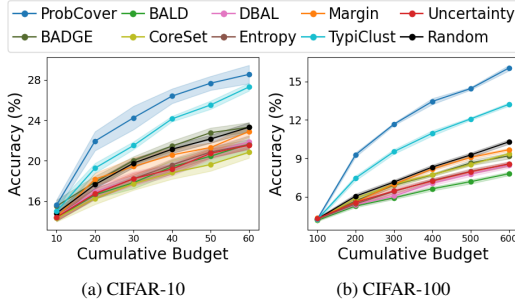 ProbCover BALD DBAL Margin Uncertainty
BADGE CoreSet Entropy TypiClust Random
28
24
20
16
Accuracy (%)
10 20 30 40 50 60
Cumulative Budget
(a) CIFAR-10
15
12
9
6
Accuracy (%)
100 200 300 400 500 600
Cumulative Budget
(b) CIFAR-100